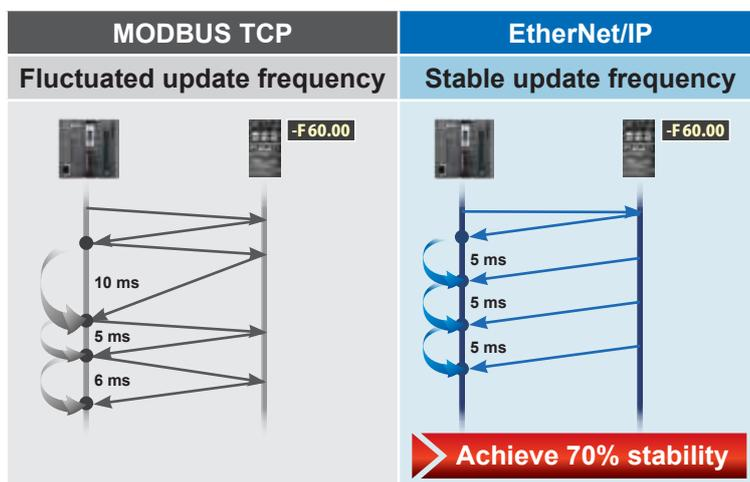 MODBUS TCP
Fluctuated update frequency
-F60.00
10 ms
5 ms
6 ms
EtherNet/IP
Stable update frequency
-F60.00
5 ms
5 ms
5 ms
Achieve 70% stability